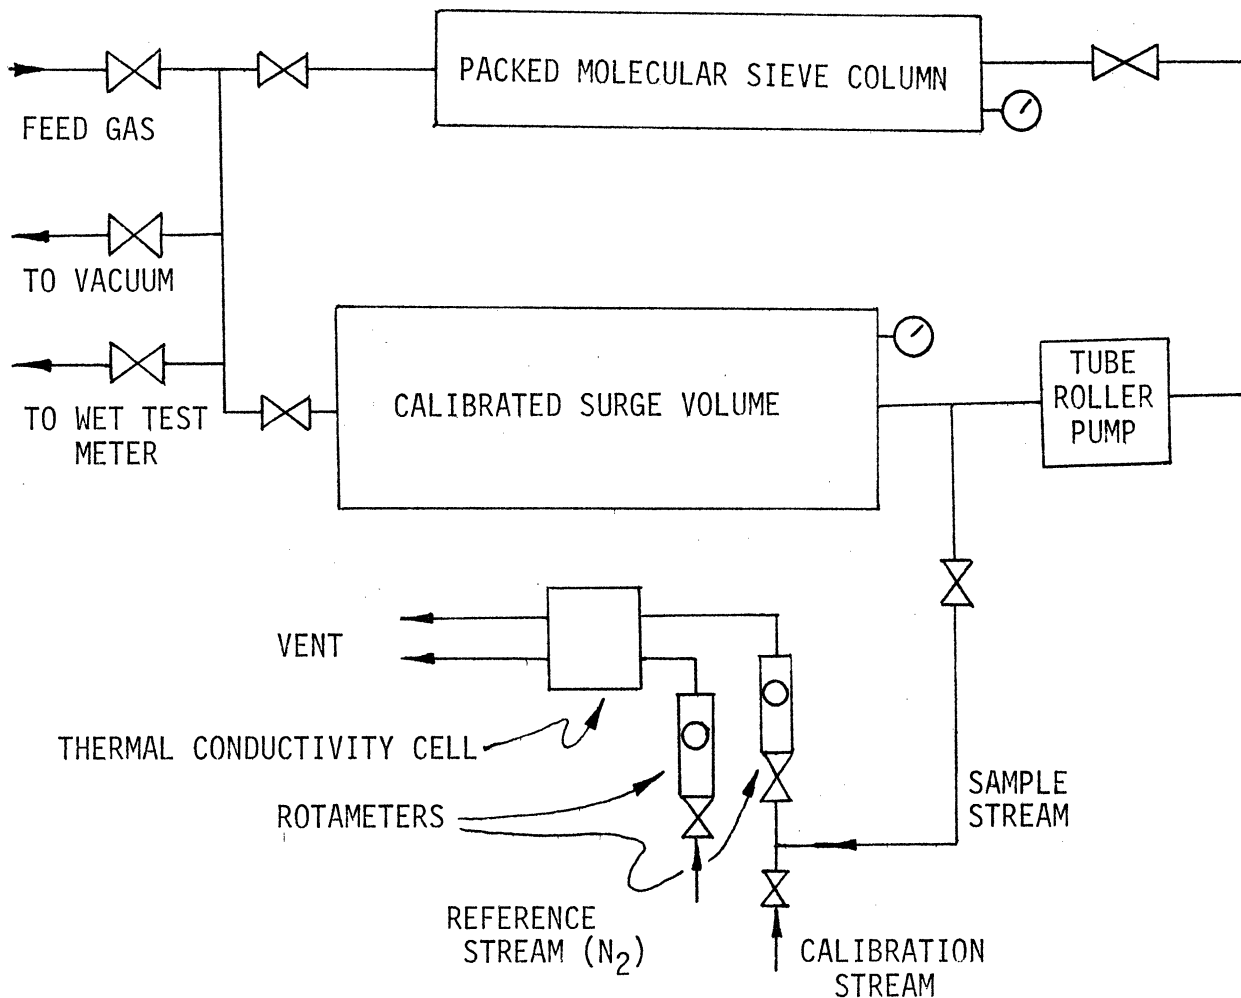 PACKED MOLECULAR SIEVE COLUMN
FEED GAS
TO VACUUM
TO WET TEST
METER
CALIBRATED SURGE VOLUME
TUBE
ROLLER
PUMP
VENT
THERMAL CONDUCTIVITY CELL
ROTAMETERS
SAMPLE
STREAM
REFERENCE
STREAM (N₂)
CALIBRATION
STREAM